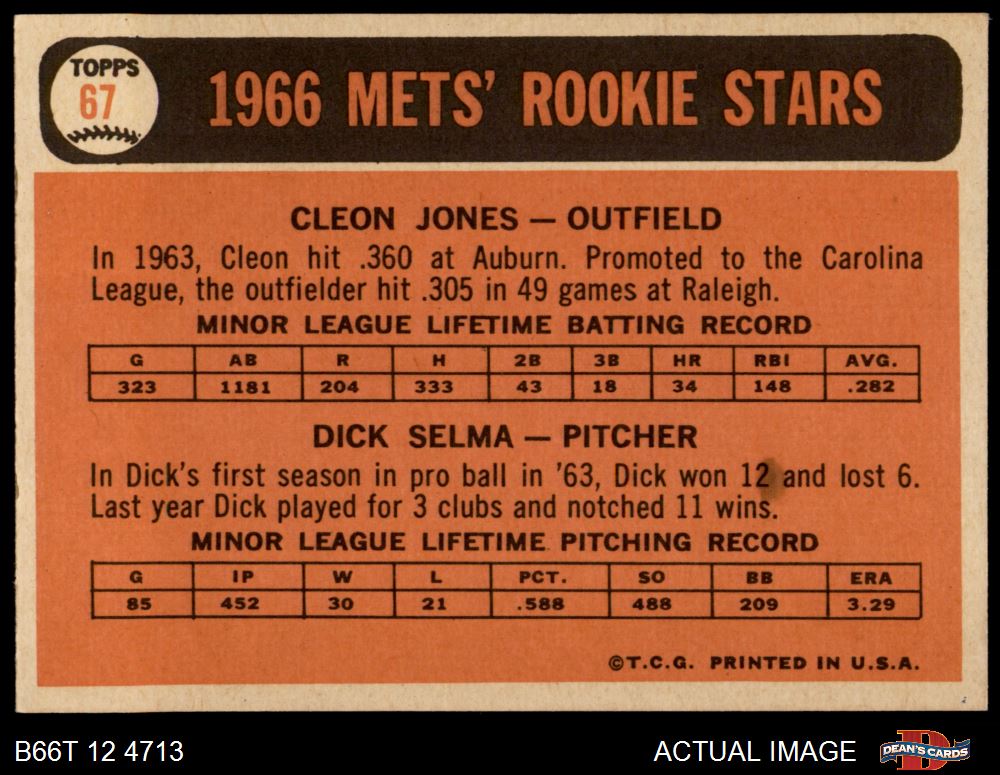 TOPPS
67
1966 METS' ROOKIE STARS
CLEON JONES — OUTFIELD
In 1963, Cleon hit .360 at Auburn. Promoted to the Carolina
League, the outfielder hit .305 in 49 games at Raleigh.
MINOR LEAGUE LIFETIME BATTING RECORD
G AB R H 2B 3B HR RBI AVG.
323 1181 204 333 43 18 34 148 .282
DICK SELMA — PITCHER
In Dick's first season in pro ball in '63, Dick won 12 and lost 6.
Last year Dick played for 3 clubs and notched 11 wins.
MINOR LEAGUE LIFETIME PITCHING RECORD
G IP W L PCT. SO BB ERA
85 452 30 21 .588 488 209 3.29
©T.C.G. PRINTED IN U.S.A.
B66T 12 4713
ACTUAL IMAGE
D
DEAN'S CARDS